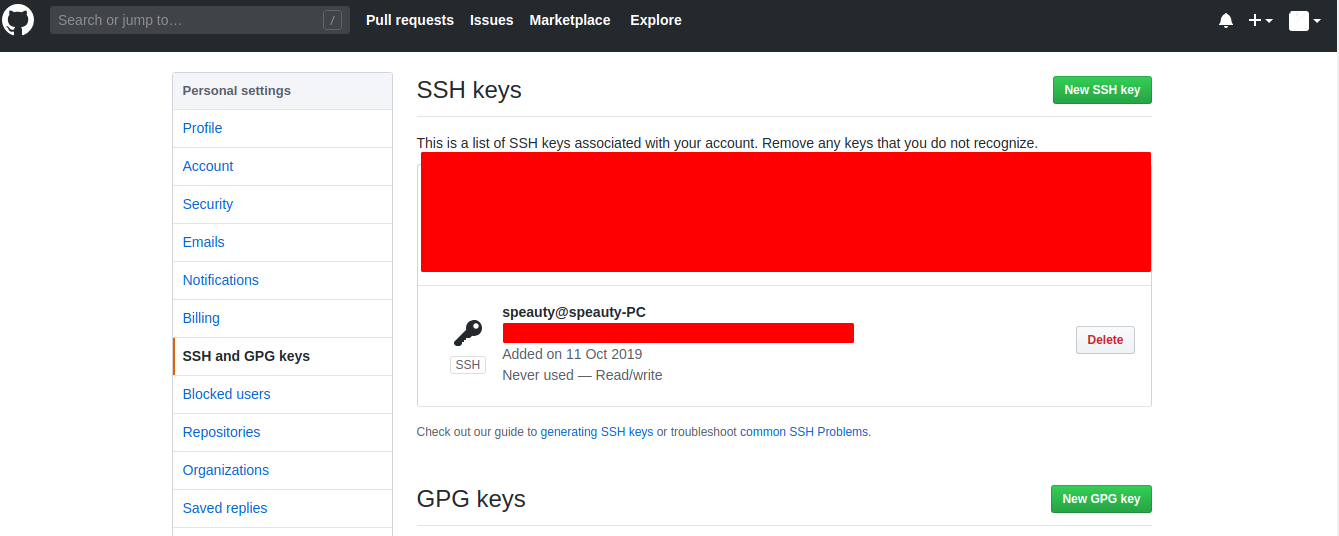 Search or jump to… /
Pull requests Issues Marketplace Explore
Personal settings
Profile
Account
Security
Emails
Notifications
Billing
SSH and GPG keys
Blocked users
Repositories
Organizations
Saved replies
SSH keys
New SSH key
This is a list of SSH keys associated with your account. Remove any keys that you do not recognize.
speauty@speauty-PC
Added on 11 Oct 2019
Never used — Read/write
SSH
Delete
Check out our guide to generating SSH keys or troubleshoot common SSH Problems.
GPG keys
New GPG key